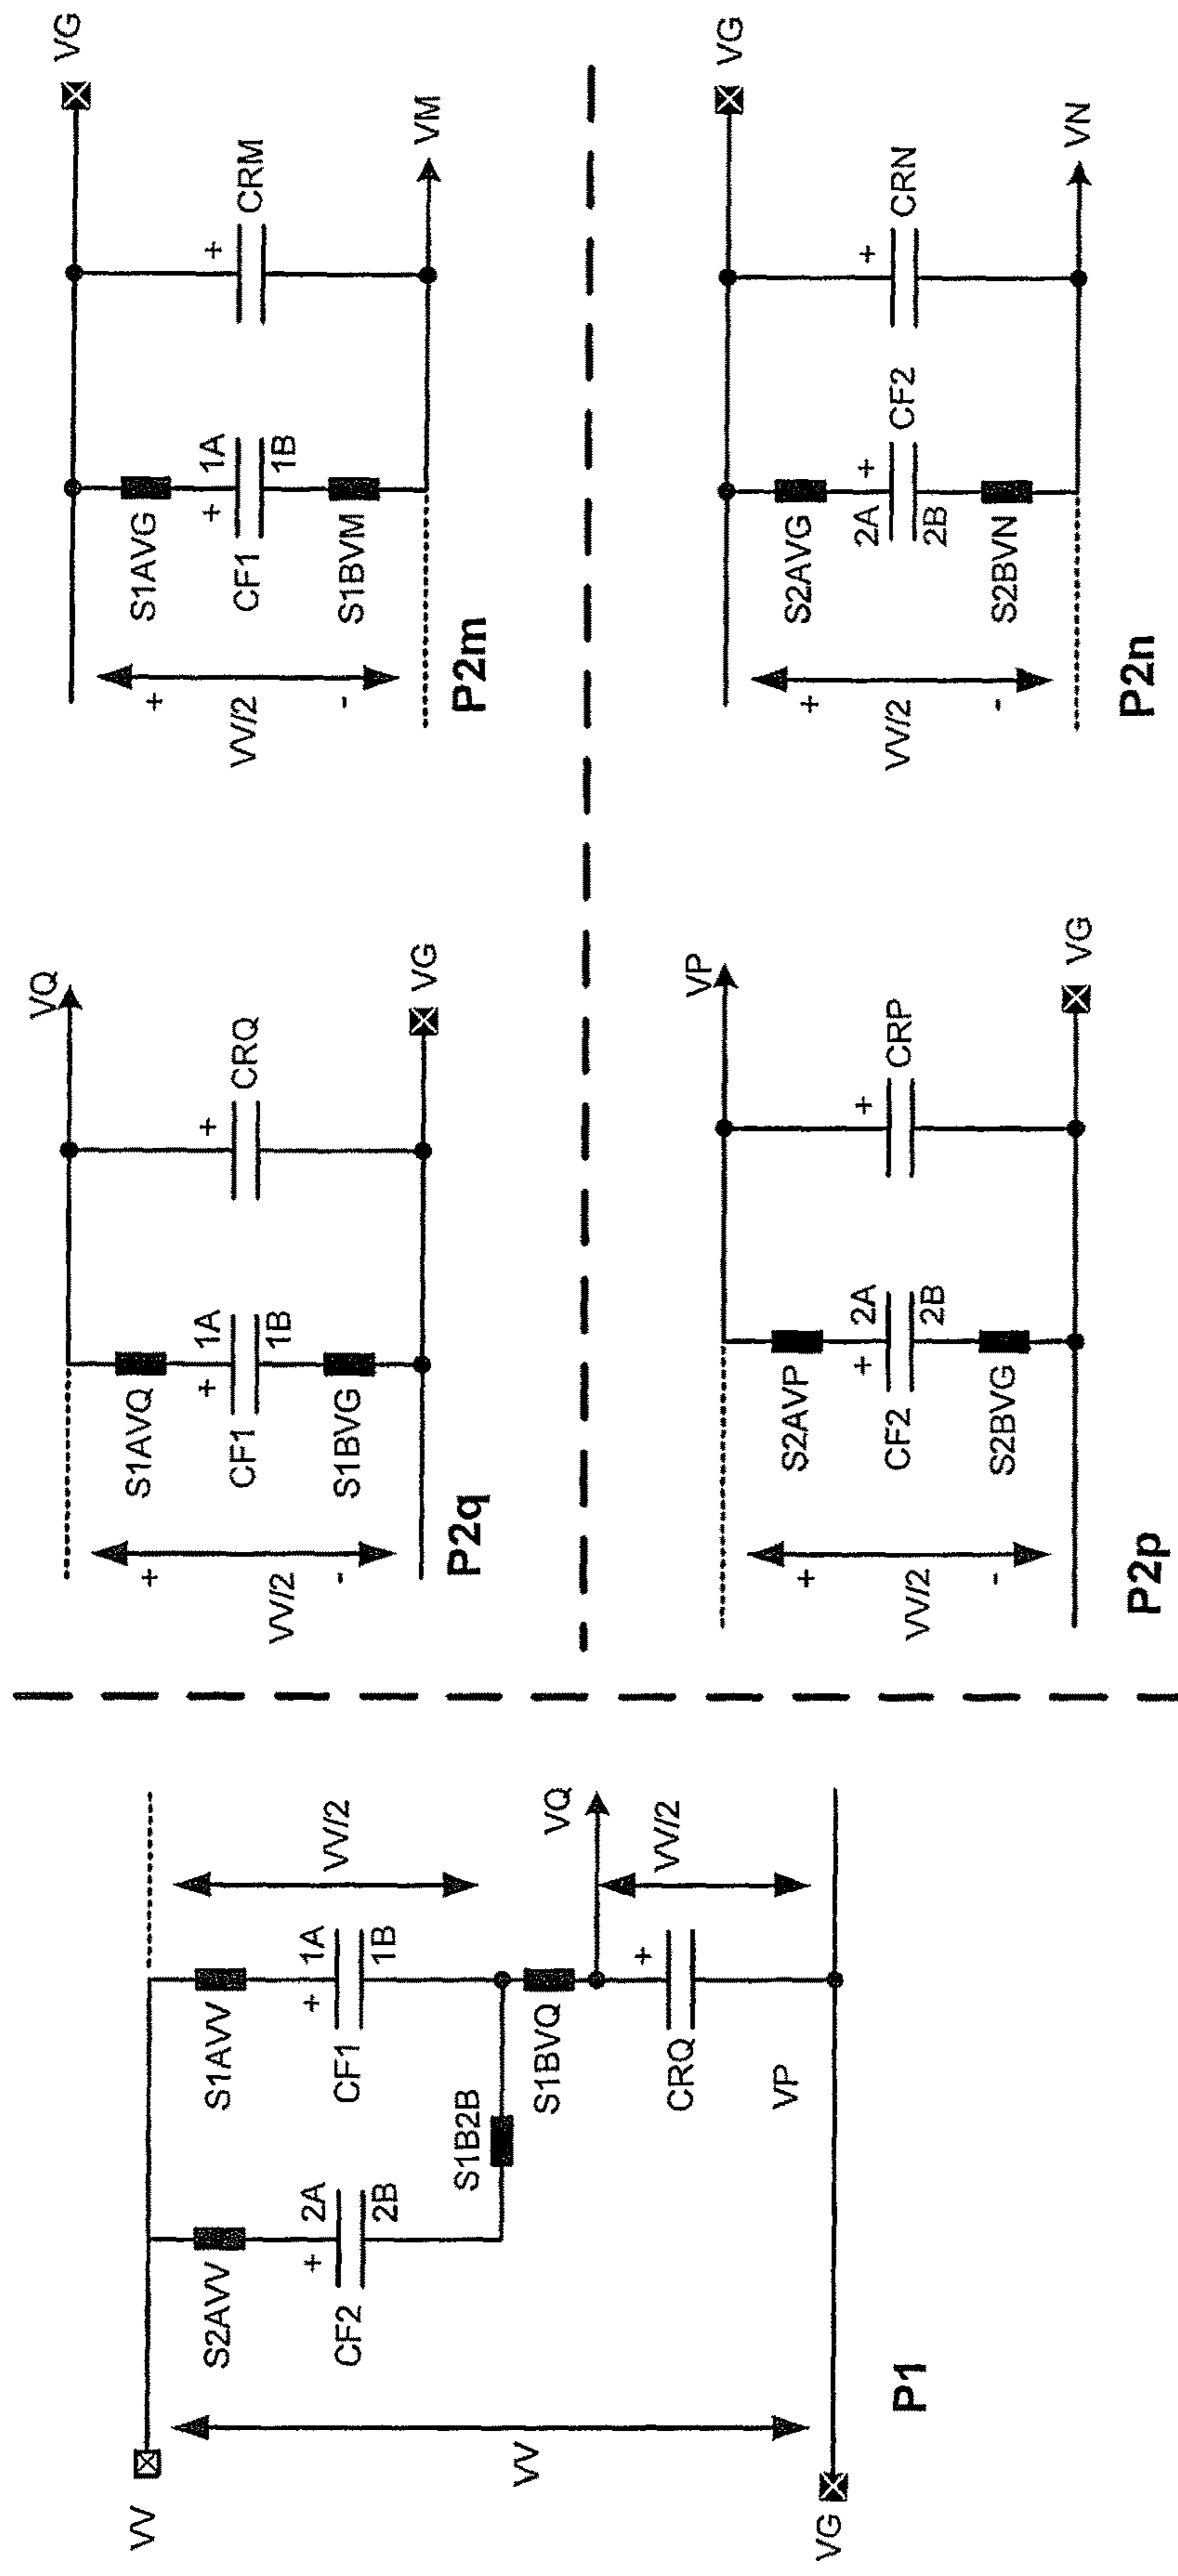 VV
S2AVV
S1AVV
+ 2A
+ 1A
VV/2
CF2
2B
CF1
1B
S1B2B
VV
S1BVQ
VQ
+
CRQ
VV/2
VP
VG
P1
VQ
+
S1AVQ
+ 1A
+
VV/2
CF1
1B
CRQ
-
S1BVG
VG
P2q
VG
+
S1AVG
+ 1A
+
VV/2
CF1
1B
CRM
-
S1BVM
VM
P2m
VP
+
S2AVP
+ 2A
+
VV/2
CF2
2B
CRP
-
S2BVG
VG
P2p
VG
+
S2AVG
2A +
+
VV/2
2B
CF2
CRN
-
S2BVN
VN
P2n